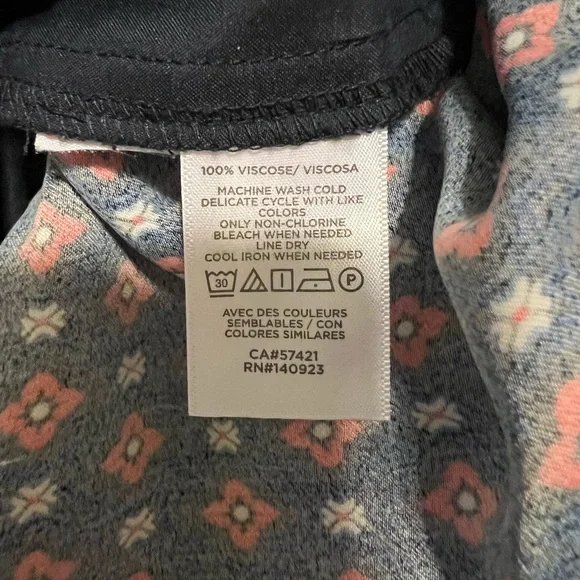 100% VISCOSE/ VISCOSA
MACHINE WASH COLD
DELICATE CYCLE WITH LIKE
COLORS
ONLY NON-CHLORINE
BLEACH WHEN NEEDED
LINE DRY
COOL IRON WHEN NEEDED
30 P
AVEC DES COULEURS
SEMBLABLES / CON
COLORES SIMILARES
CA#57421
RN#140923